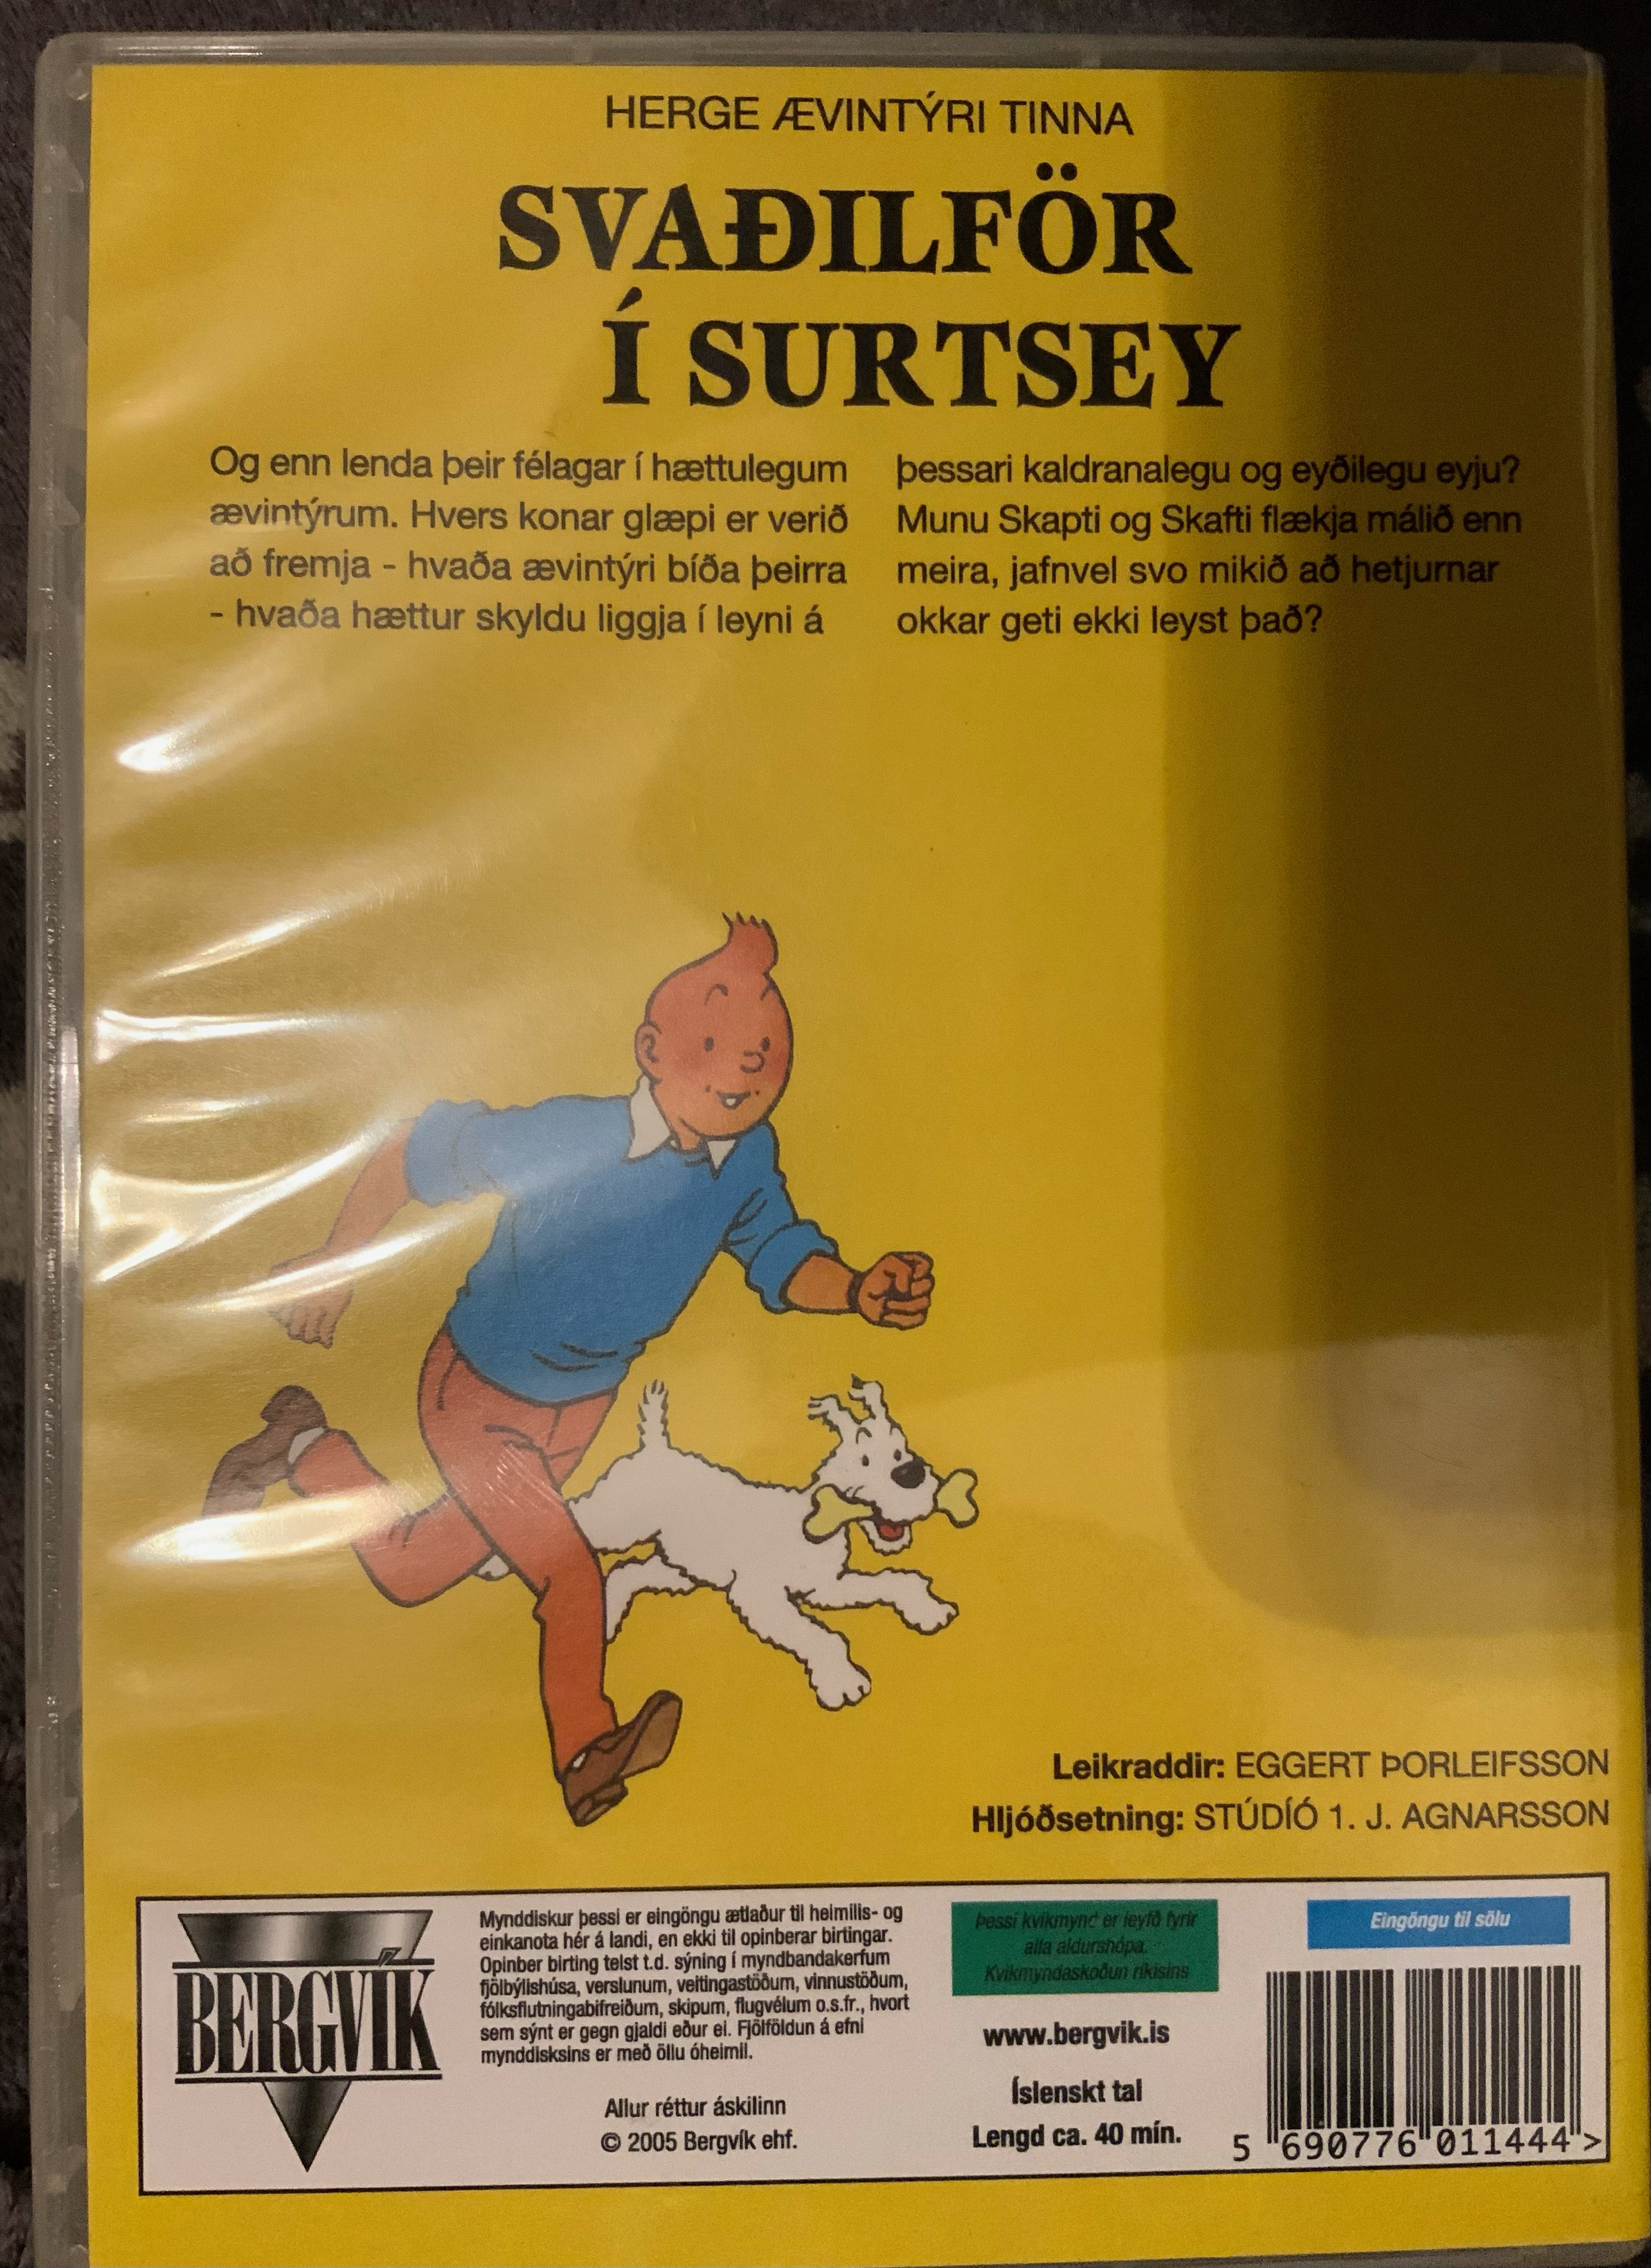 HERGE ÆVINTÝRI TINNA
SVAÐILFÖR
Í SURTSEY
Og enn lenda þeir félagar í hættulegum
ævintýrum. Hvers konar glæpi er verið
að fremja - hvaða ævintýri bíða þeirra
- hvaða hættur skyldu liggja í leyni á
þessari kaldranalegu og eyðilegu eyju?
Munu Skapti og Skafti flækja málið enn
meira, jafnvel svo mikið að hetjurnar
okkar geti ekki leyst það?
Leikraddir: EGGERT ÞORLEIFSSON
Hljóðsetning: STÚDÍÓ 1. J. AGNARSSON
BERGVÍK
Mynddiskur þessi er eingöngu ætlaður til heimilis- og
einkanota hér á landi, en ekki til opinberar birtingar.
Opinber birting telst t.d. sýning í myndbandakerfum
fjölbýlishúsa, verslunum, veitingastöðum, vinnustöðum,
fólksflutningabifreiðum, skipum, flugvélum o.s.fr., hvort
sem sýnt er gegn gjaldi eður ei. Fjölföldun á efni
mynddisksins er með öllu óheimil.
Allur réttur áskilinn
© 2005 Bergvík ehf.
Þessi kvikmynd er leyfð fyrir
alla aldurshópa.
Kvikmyndaskoðun ríkisins
www.bergvik.is
Íslenskt tal
Lengd ca. 40 mín.
Eingöngu til sölu
5 690776 011444 >